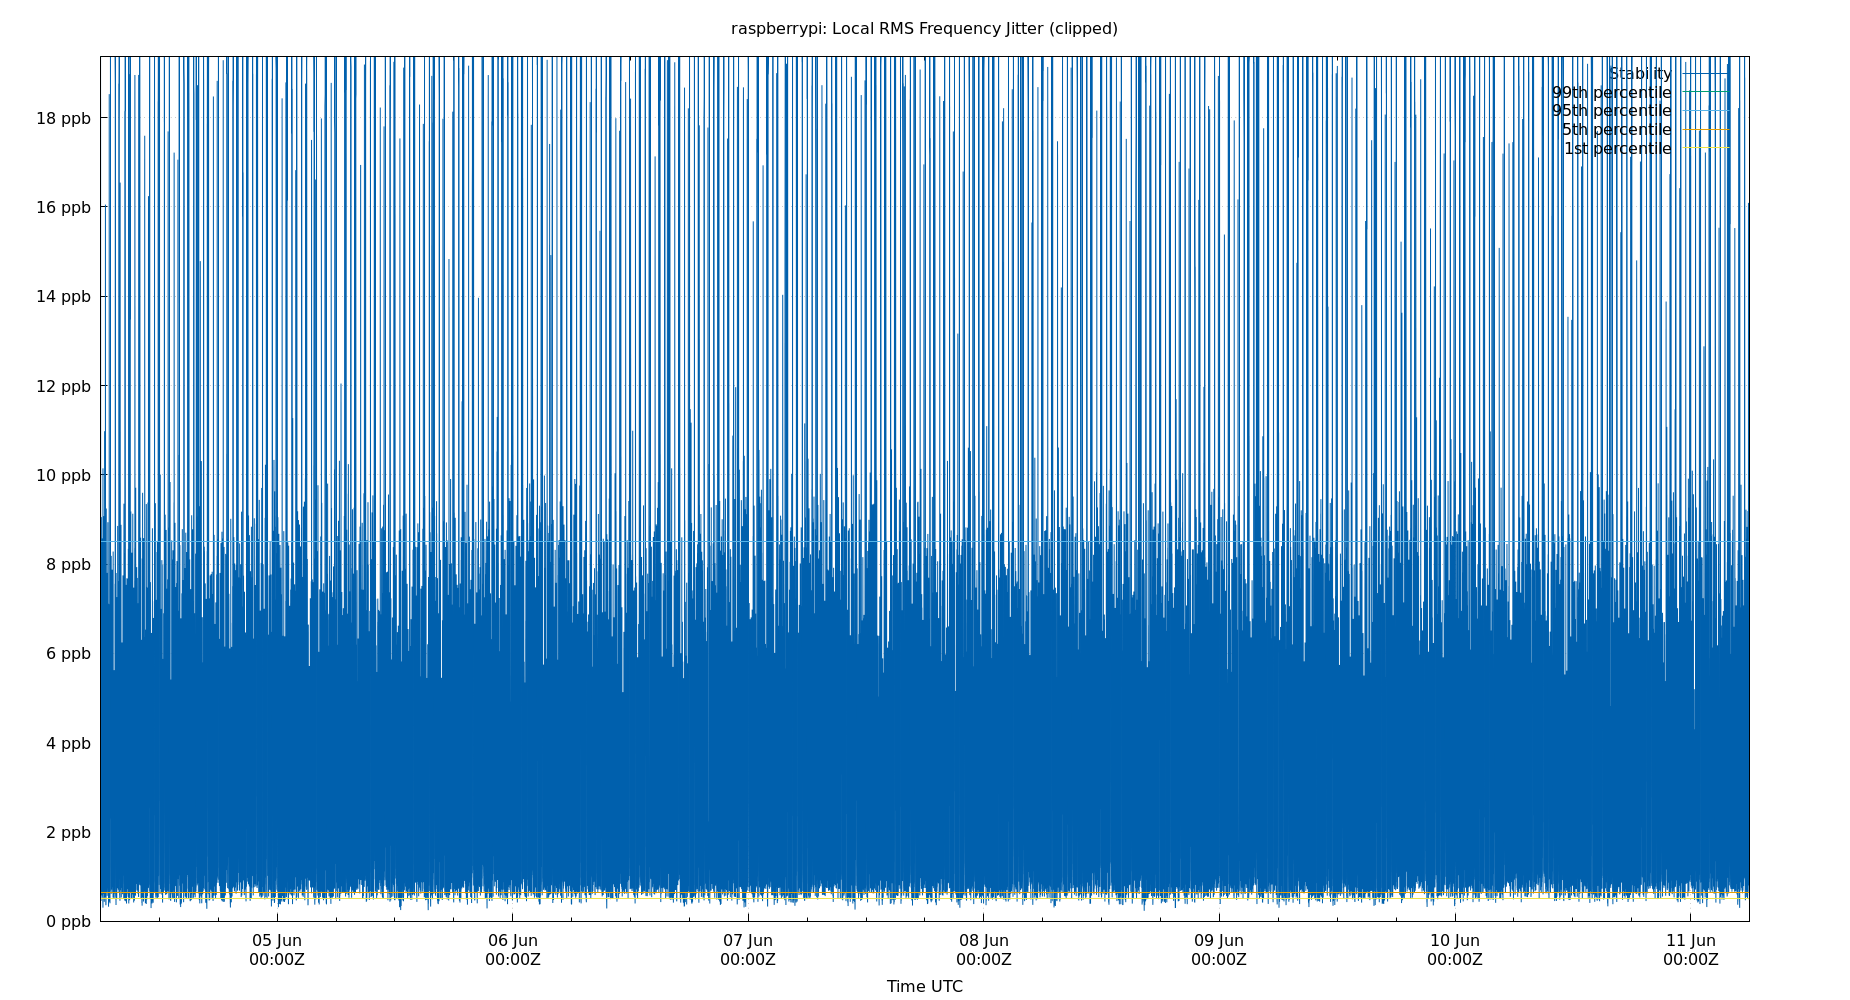 raspberrypi: Local RMS Frequency Jitter (clipped)
Stability
99th percentile
95th percentile
5th percentile
1st percentile
18 ppb
16 ppb
14 ppb
12 ppb
10 ppb
8 ppb
6 ppb
4 ppb
2 ppb
0 ppb
05 Jun 06 Jun 07 Jun 08 Jun 09 Jun 10 Jun 11 Jun
00:00Z 00:00Z 00:00Z 00:00Z 00:00Z 00:00Z 00:00Z
Time UTC